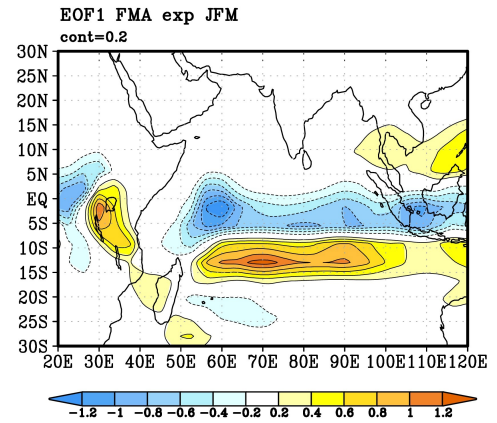 EOF1 FMA exp JFM
cont=0.2
30N
25N
20N
15N
10N
5N
EQ
5S
10S
15S
20S
25S
30S
20E 30E 40E 50E 60E 70E 80E 90E 100E 110E 120E
-1.2 -1 -0.8 -0.6 -0.4 -0.2 0.2 0.4 0.6 0.8 1 1.2